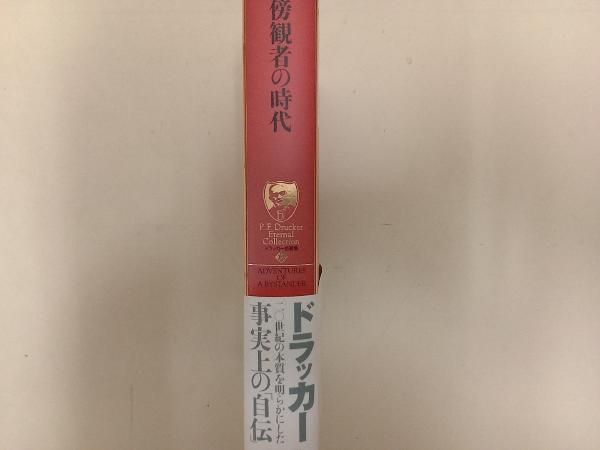 傍観者の時代
P. F. Drucker
Eternal
Collection
ドラッカー名著集
ADVENTURES
OF
A BYSTANDER
ドラッカー
二〇世紀の本質を明らかにした
事実上の「自伝」